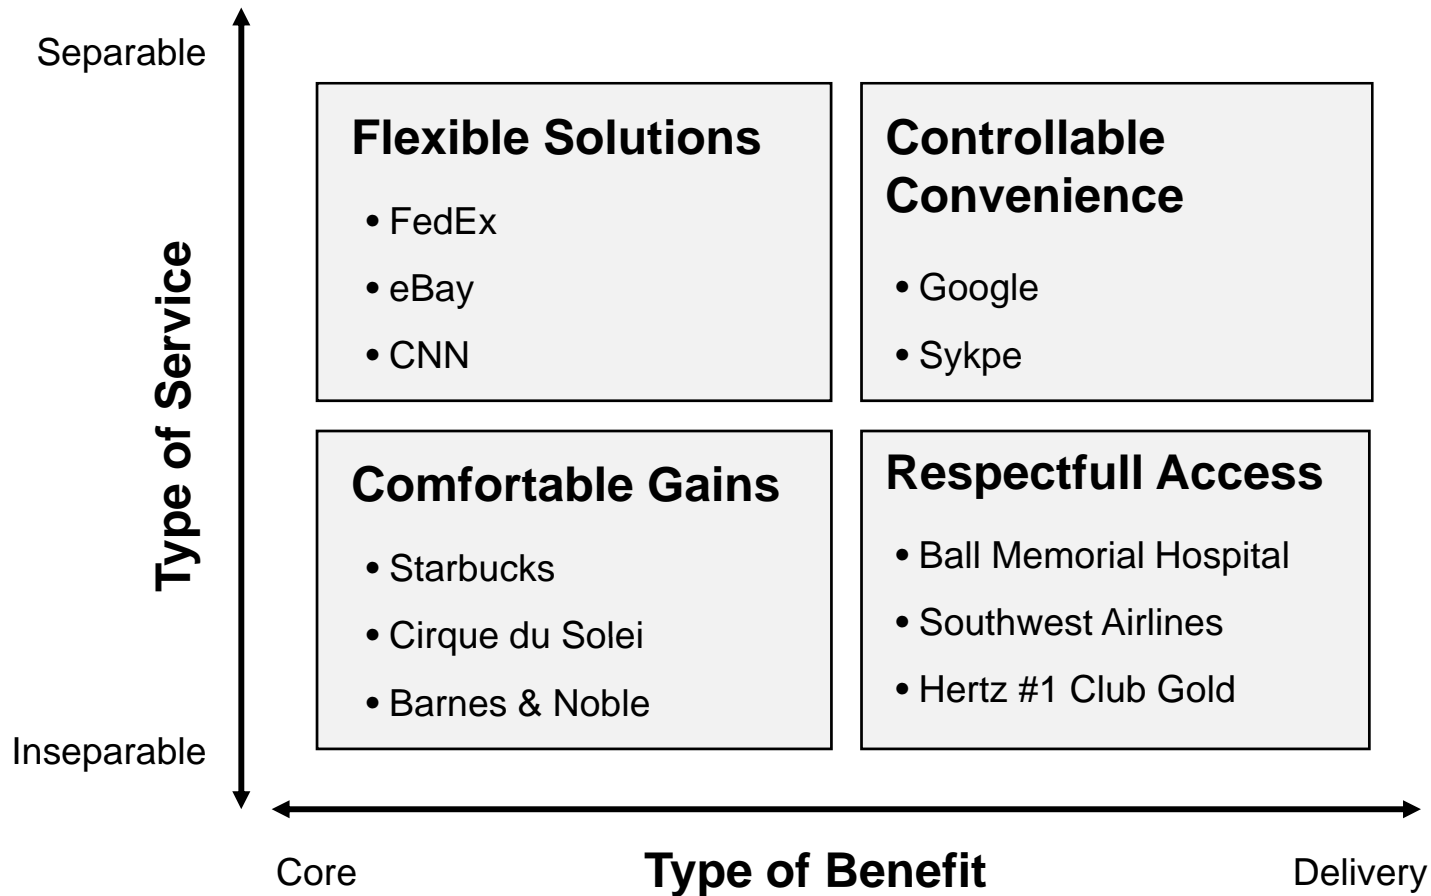 Separable
Flexible Solutions
• FedEx
• eBay
• CNN
Controllable
Convenience
• Google
• Sykpe
Type of Service
Comfortable Gains
• Starbucks
• Cirque du Solei
• Barnes & Noble
Respectfull Access
• Ball Memorial Hospital
• Southwest Airlines
• Hertz #1 Club Gold
Inseparable
Core
Type of Benefit
Delivery